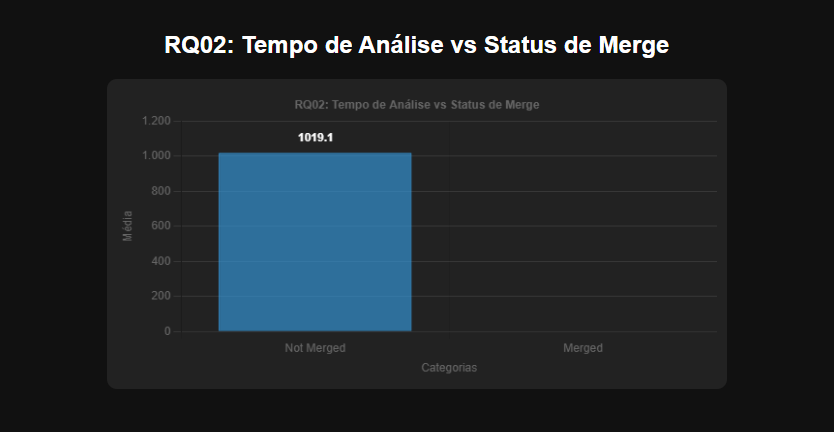 RQ02: Tempo de Análise vs Status de Merge
RQ02: Tempo de Análise vs Status de Merge
1.200
1019.1
1.000
800
600
400
200
0
Média
Not Merged
Merged
Categorias